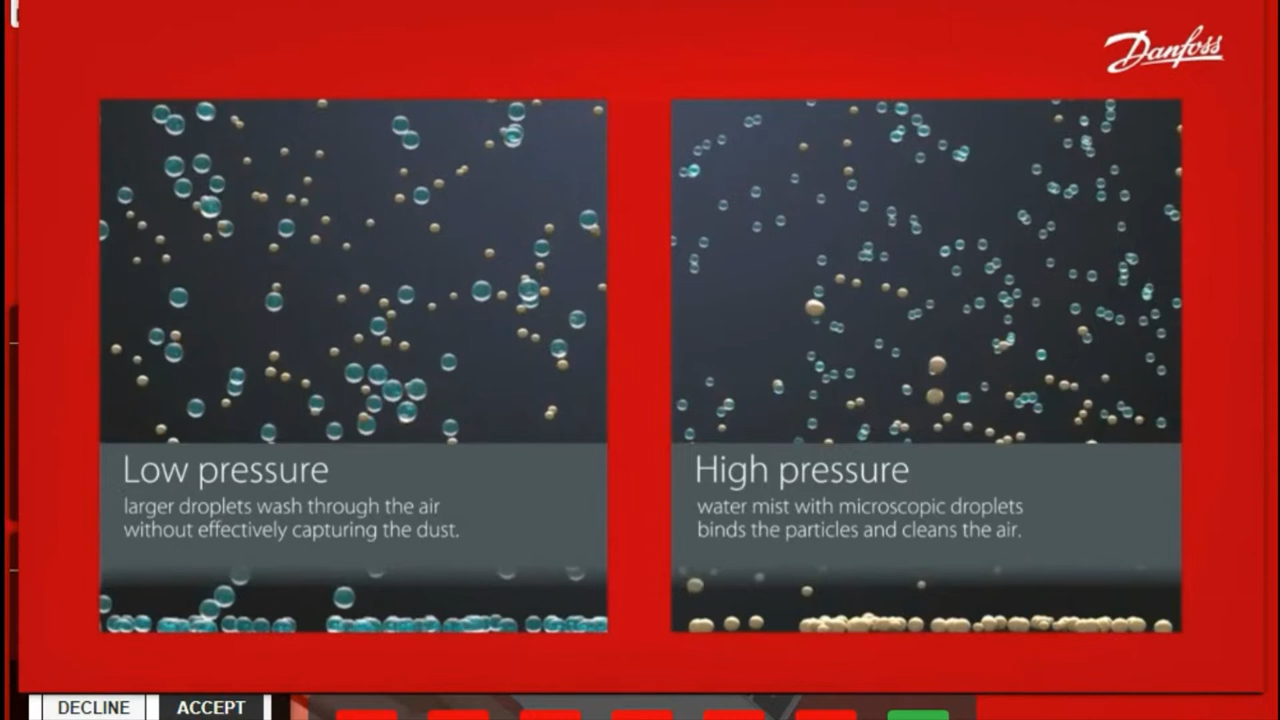 Danfoss
Low pressure
larger droplets wash through the air
without effectively capturing the dust.
High pressure
water mist with microscopic droplets
binds the particles and cleans the air.
DECLINE
ACCEPT